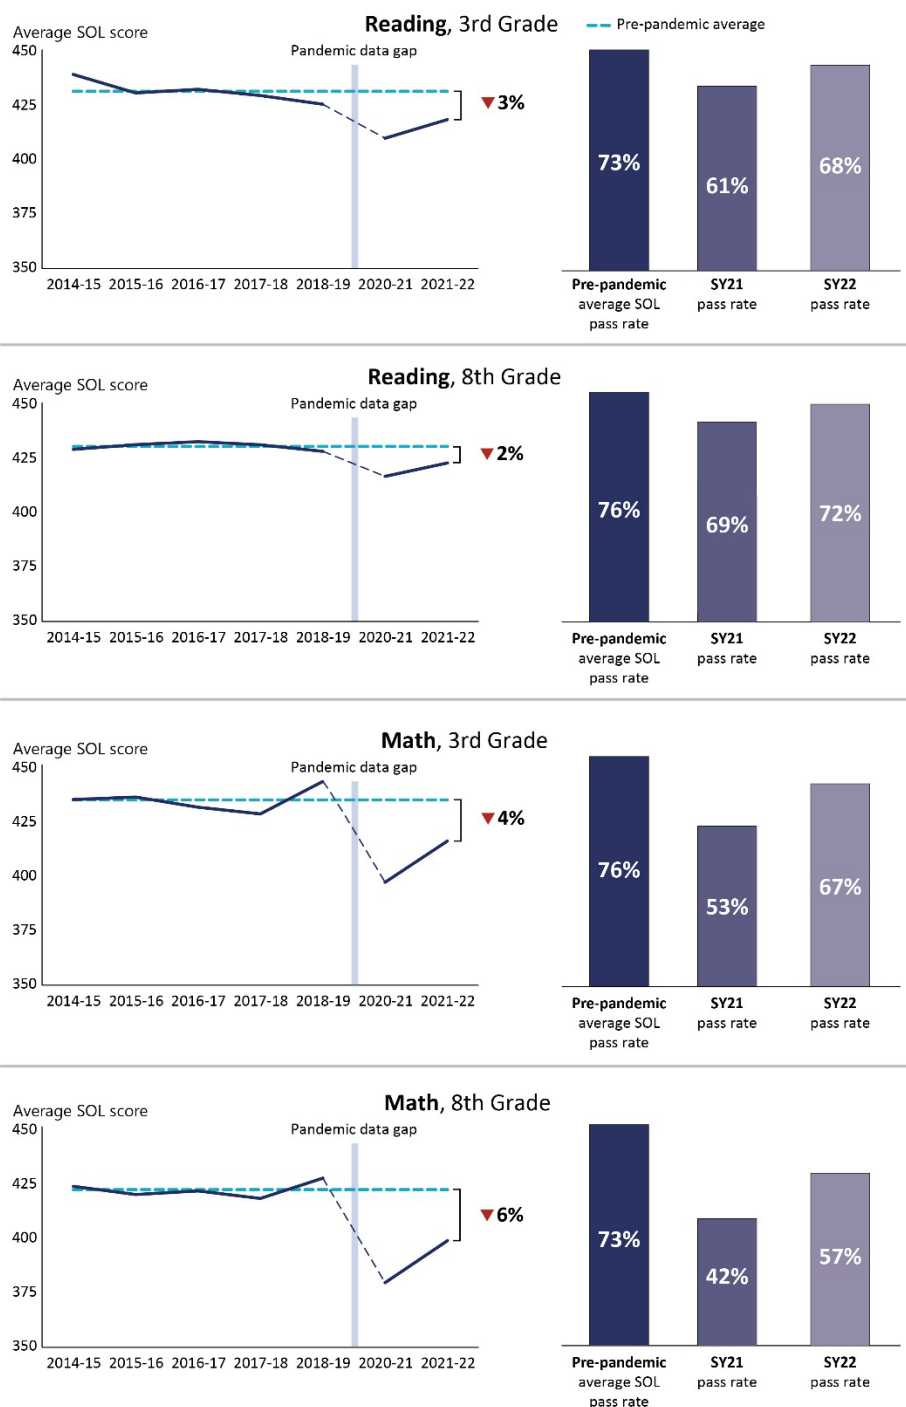 Reading, 3rd Grade
Pre-pandemic average
Average SOL score
Pandemic data gap
450
425
400
375
350
2014-15 2015-16 2016-17 2017-18 2018-19 2020-21 2021-22
▼3%
73%
61%
68%
Pre-pandemic
average SOL
pass rate
SY21
pass rate
SY22
pass rate
Reading, 8th Grade
Average SOL score
Pandemic data gap
450
425
400
375
350
2014-15 2015-16 2016-17 2017-18 2018-19 2020-21 2021-22
▼2%
76%
69%
72%
Pre-pandemic
average SOL
pass rate
SY21
pass rate
SY22
pass rate
Math, 3rd Grade
Average SOL score
Pandemic data gap
450
425
400
375
350
2014-15 2015-16 2016-17 2017-18 2018-19 2020-21 2021-22
▼4%
76%
53%
67%
Pre-pandemic
average SOL
pass rate
SY21
pass rate
SY22
pass rate
Math, 8th Grade
Average SOL score
Pandemic data gap
450
425
400
375
350
2014-15 2015-16 2016-17 2017-18 2018-19 2020-21 2021-22
▼6%
73%
42%
57%
Pre-pandemic
average SOL
pass rate
SY21
pass rate
SY22
pass rate